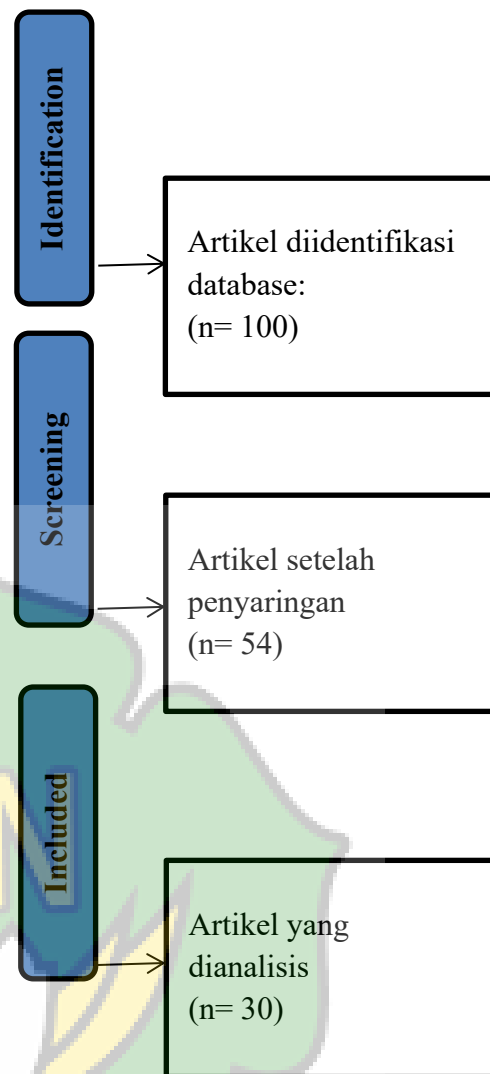 Identification
Artikel diidentifikasi
database:
(n= 100)
Screening
Artikel setelah
penyaringan
(n= 54)
Included
Artikel yang
dianalisis
(n= 30)